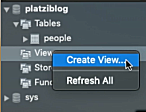 platziblog
Tables
people
View
Create View...
Stor
Refresh All
Func
sys